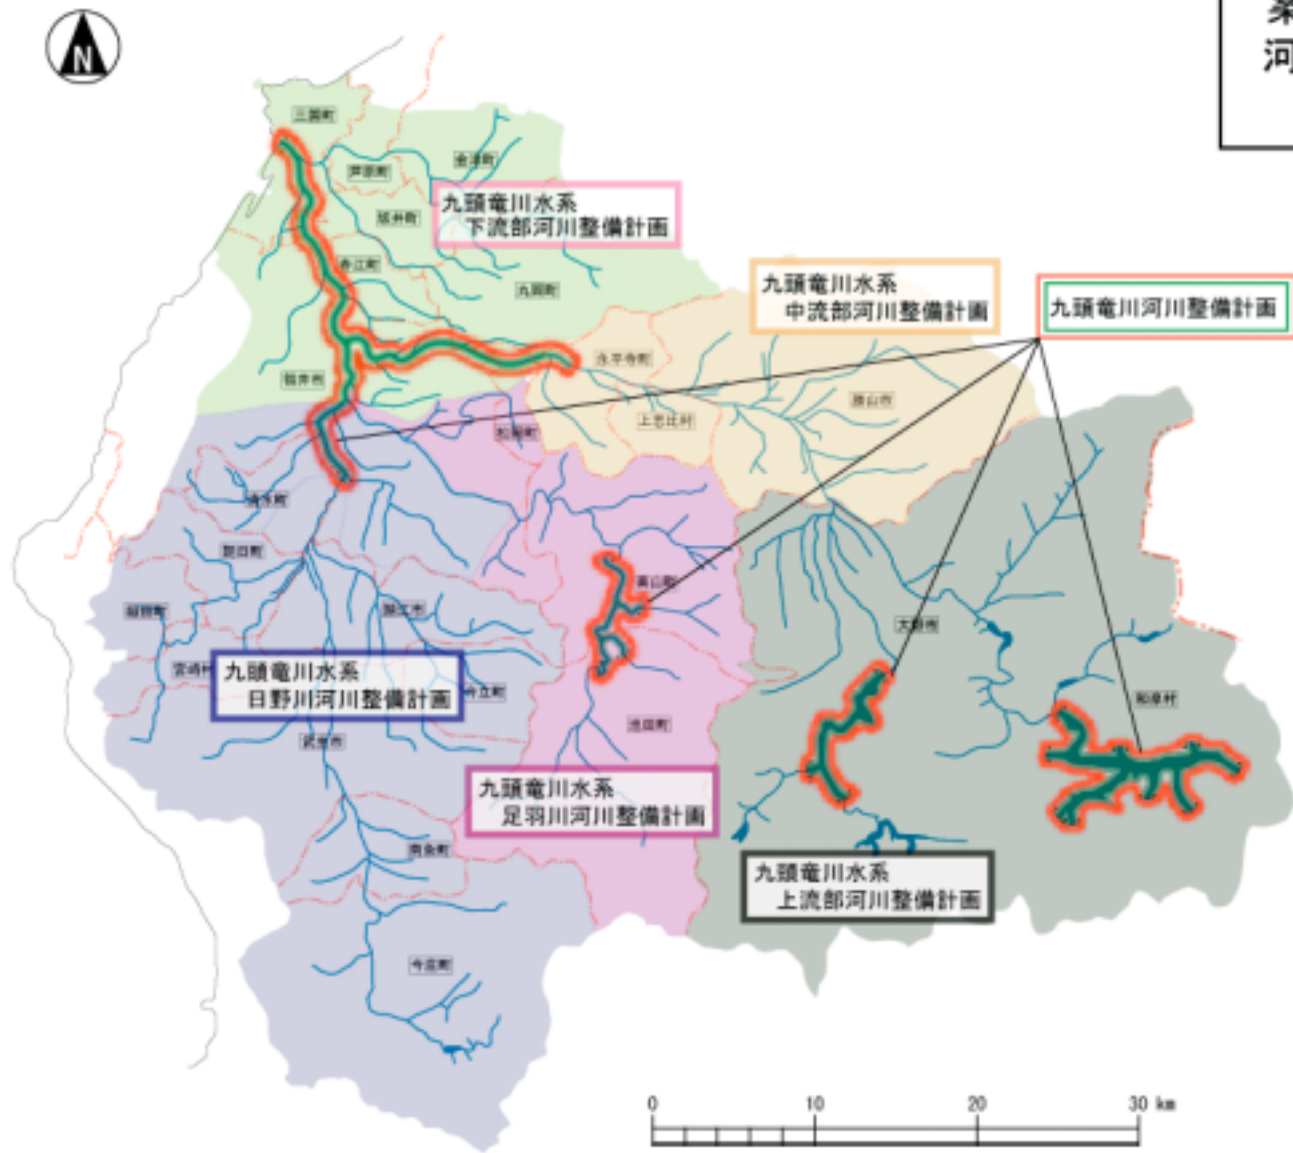 N
河
三国町
芦原町
金津町
坂井町
九頭竜川水系
下流部河川整備計画
春江町
丸岡町
九頭竜川水系
中流部河川整備計画
九頭竜川河川整備計画
永平寺町
福井市
勝山市
上志比村
松岡町
清水町
朝日町
美山町
鯖江市
大野市
宮崎村
九頭竜川水系
日野川河川整備計画
今立町
和泉村
池田町
武生市
九頭竜川水系
足羽川河川整備計画
南条町
九頭竜川水系
上流部河川整備計画
今庄町
0 10 20 30 km